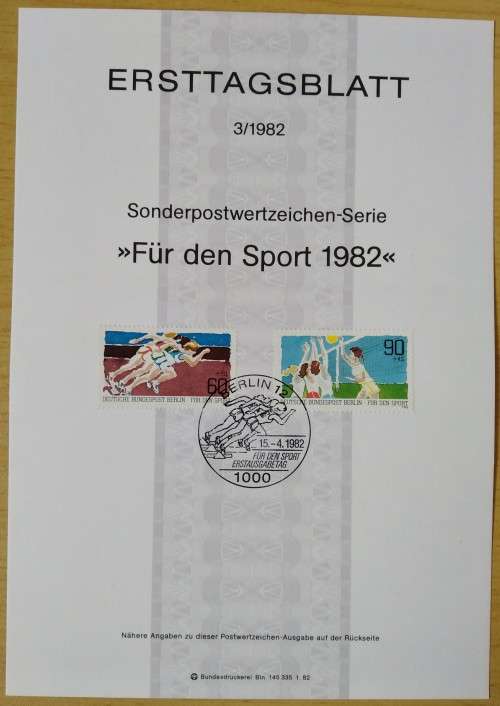 ERSTTAGSBLATT
3/1982
Sonderpostwertzeichen-Serie
»Für den Sport 1982«
60
DEUTSCHE BUNDESPOST BERLIN · FÜR DEN SPORT
90
+45
DEUTSCHE BUNDESPOST BERLIN · FÜR DEN SPORT
BERLIN 12
15.-4.1982
FÜR DEN SPORT
ERSTAUSGABETAG
1000
Nähere Angaben zu dieser Postwertzeichen-Ausgabe auf der Rückseite
Bundesdruckerei Bln. 145 335 1. 82